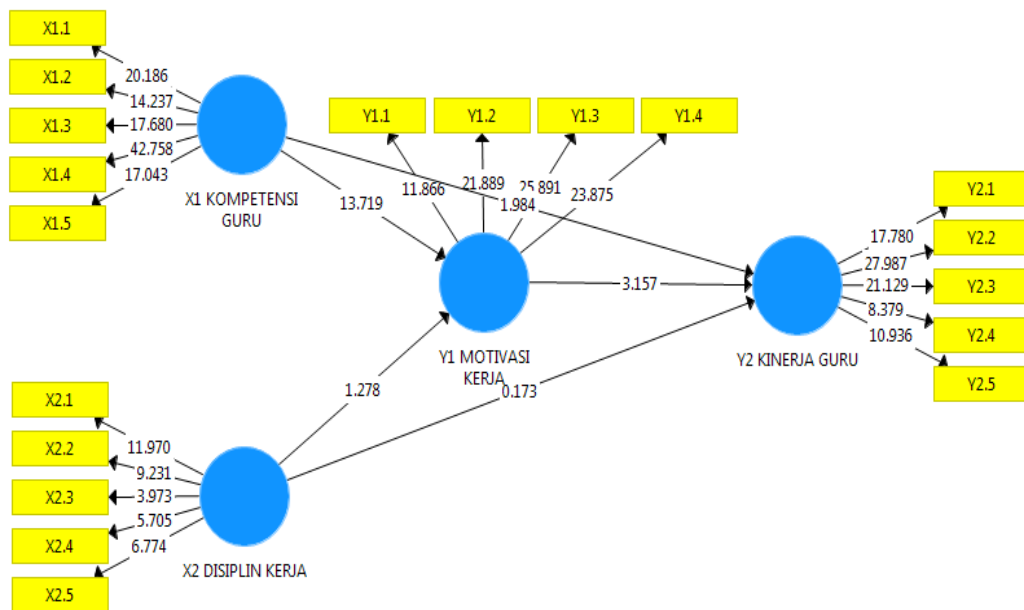 X1.1
X1.2
X1.3
X1.4
X1.5
20.186
14.237
17.680
42.758
17.043
X1 KOMPETENSI
GURU
Y1.1
Y1.2
Y1.3
Y1.4
11.866
21.889
25.891
23.875
13.719
1.984
Y1 MOTIVASI
KERJA
3.157
1.278
0.173
Y2.1
Y2.2
Y2.3
Y2.4
Y2.5
17.780
27.987
21.129
8.379
10.936
Y2 KINERJA GURU
X2.1
X2.2
X2.3
X2.4
X2.5
11.970
9.231
3.973
5.705
6.774
X2 DISIPLIN KERJA